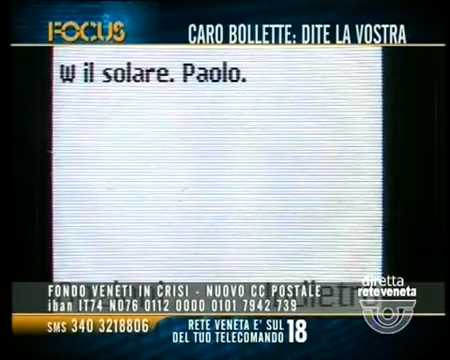 FOCUS
CARO BOLLETTE: DITE LA VOSTRA
W il solare. Paolo.
FONDO VENETI IN CRISI - NUOVO CC POSTALE
iban IT74 N076 0112 0000 0101 7942 739
diretta
reteveneta
SMS 340 3218806
RETE VENETA E' SUL
DEL TUO TELECOMANDO 18